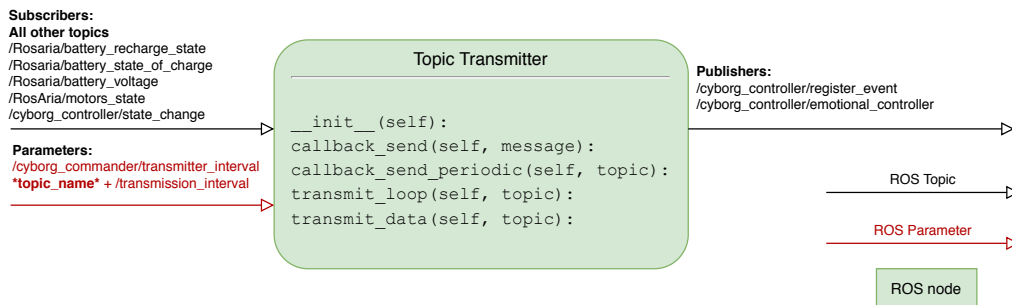 Subscribers:
All other topics
/Rosaria/battery_recharge_state
/Rosaria/battery_state_of_charge
/Rosaria/battery_voltage
/RosAria/motors_state
/cyborg_controller/state_change
Parameters:
/cyborg_commander/transmitter_interval
*topic_name* + /transmission_interval
Topic Transmitter
__init__(self):
callback_send(self, message):
callback_send_periodic(self, topic):
transmit_loop(self, topic):
transmit_data(self, topic):
Publishers:
/cyborg_controller/register_event
/cyborg_controller/emotional_controller
ROS Topic
ROS Parameter
ROS node